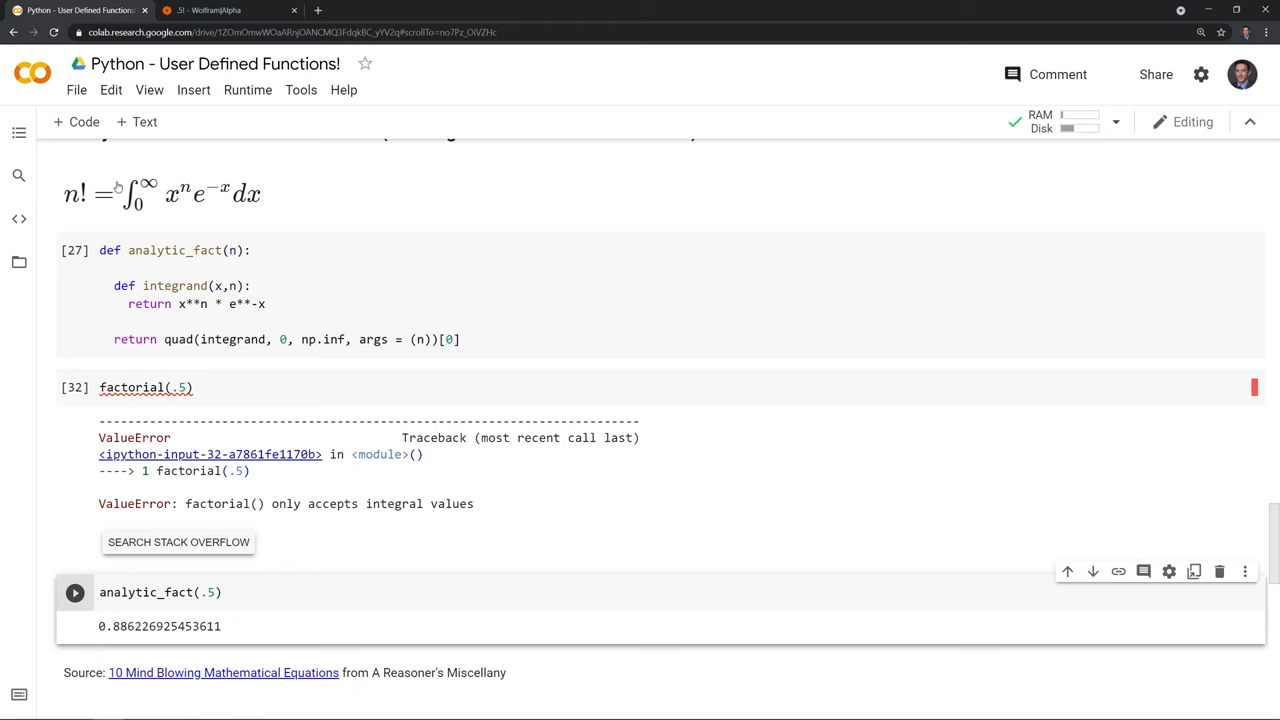 Python - User Defined Functions!
.5! - Wolfram|Alpha
colab.research.google.com/drive/1ZOmOmwWOaARnjOANCMQ3FdqkBC_yYV2q#scrollTo=no7Pz_OiVZHc
Python - User Defined Functions!
Comment
Share
File Edit View Insert Runtime Tools Help
+ Code + Text
RAM
Disk
Editing
n! = ∫₀^∞ xⁿe⁻ˣdx
[27] def analytic_fact(n):
def integrand(x,n):
return x**n * e**-x
return quad(integrand, 0, np.inf, args = (n))[0]
[32] factorial(.5)
---------------------------------------------------------------------------
ValueError Traceback (most recent call last)
<ipython-input-32-a7861fe1170b> in <module>()
----> 1 factorial(.5)
ValueError: factorial() only accepts integral values
SEARCH STACK OVERFLOW
analytic_fact(.5)
0.886226925453611
Source: 10 Mind Blowing Mathematical Equations from A Reasoner's Miscellany